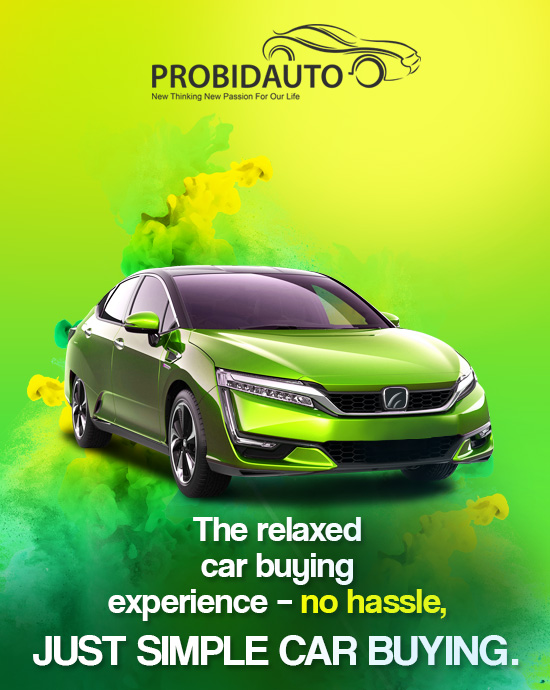 PROBIDAUTO
New Thinking New Passion For Our Life
The relaxed
car buying
experience – no hassle,
JUST SIMPLE CAR BUYING.